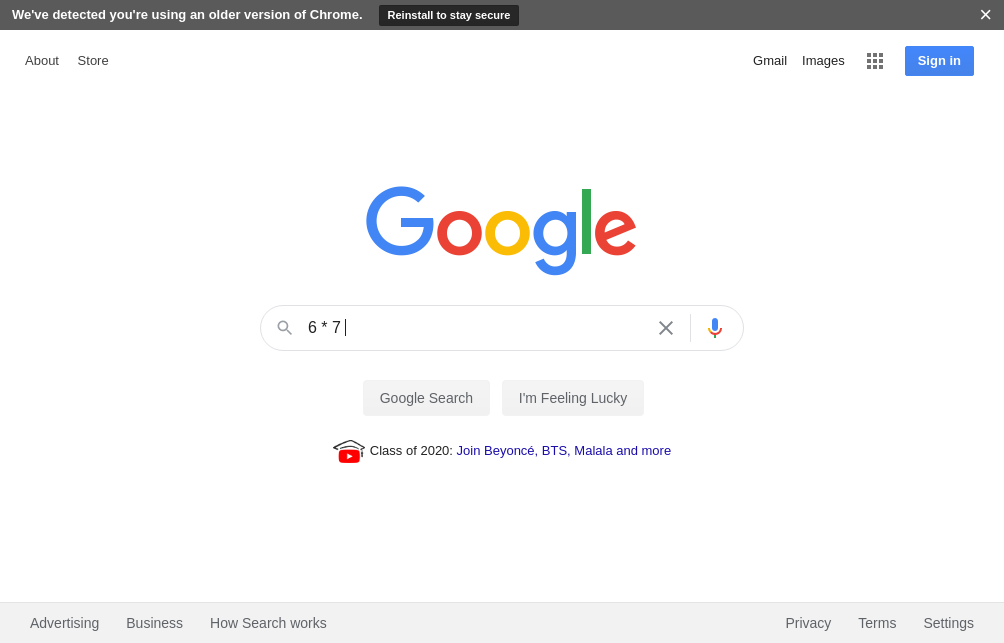 We've detected you're using an older version of Chrome. Reinstall to stay secure
About Store Gmail Images Sign in
Google
6 * 7
Google Search I'm Feeling Lucky
Class of 2020: Join Beyoncé, BTS, Malala and more
Advertising Business How Search works Privacy Terms Settings